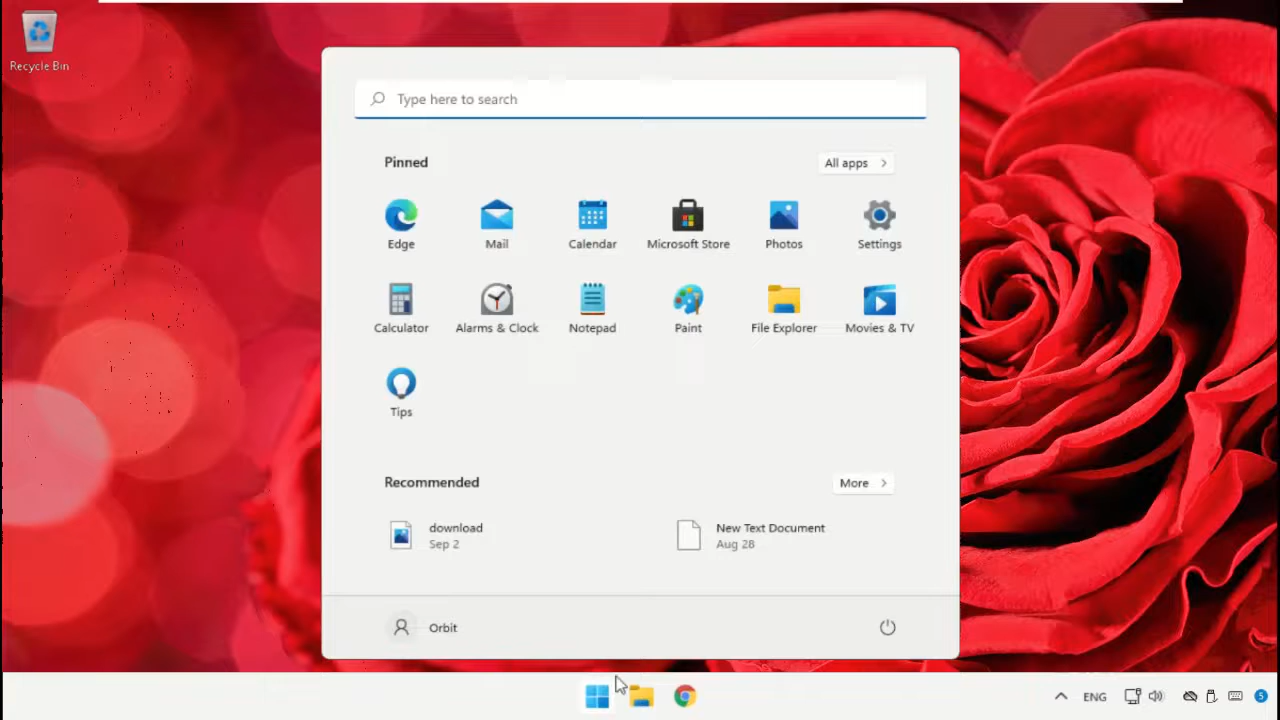 Recycle Bin
Type here to search
Pinned
All apps
Edge
Mail
Calendar
Microsoft Store
Photos
Settings
Calculator
Alarms & Clock
Notepad
Paint
File Explorer
Movies & TV
Tips
Recommended
More
download
Sep 2
New Text Document
Aug 28
Orbit
ENG
5